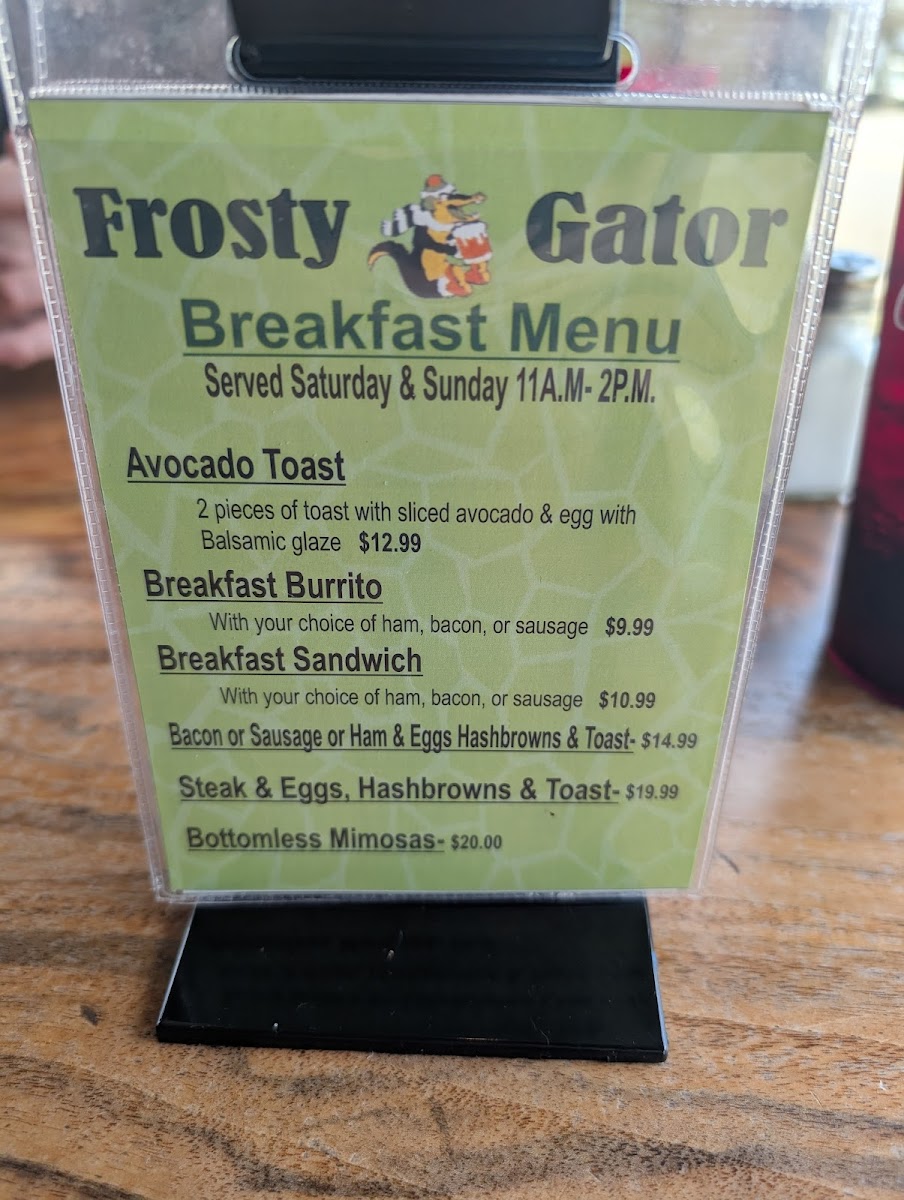 Frosty Gator
Breakfast Menu
Served Saturday & Sunday 11A.M- 2P.M.
Avocado Toast
2 pieces of toast with sliced avocado & egg with
Balsamic glaze $12.99
Breakfast Burrito
With your choice of ham, bacon, or sausage $9.99
Breakfast Sandwich
With your choice of ham, bacon, or sausage $10.99
Bacon or Sausage or Ham & Eggs Hashbrowns & Toast- $14.99
Steak & Eggs, Hashbrowns & Toast- $19.99
Bottomless Mimosas- $20.00